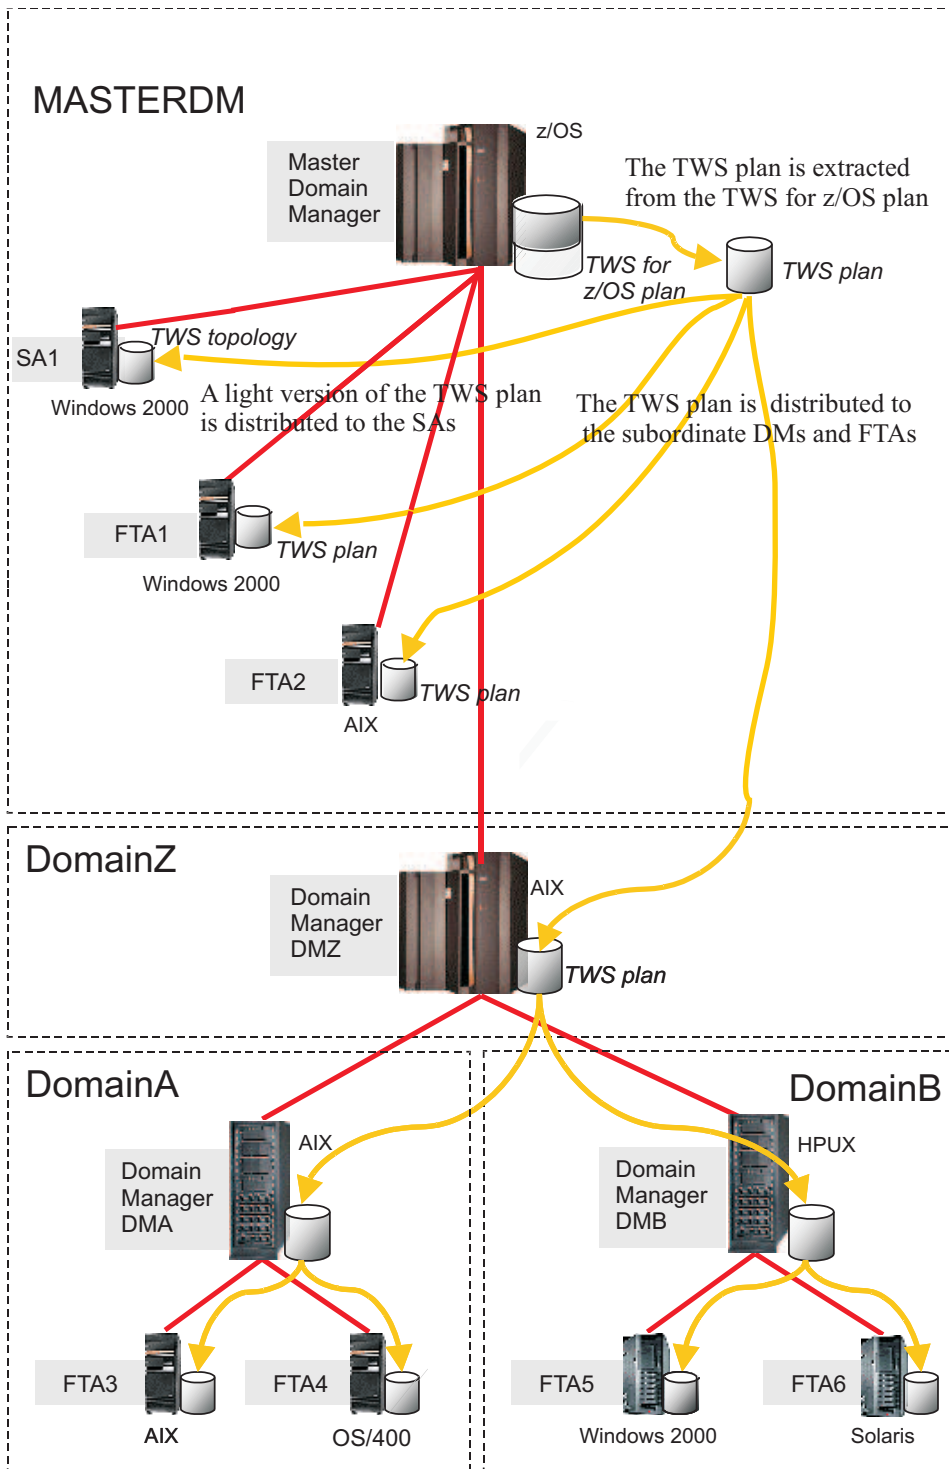 MASTERDM
z/OS
Master
Domain
Manager
The TWS plan is extracted
from the TWS for z/OS plan
TWS for
z/OS plan
TWS plan
SA1
TWS topology
Windows 2000
A light version of the TWS plan
is distributed to the SAs
The TWS plan is distributed to
the subordinate DMs and FTAs
FTA1
TWS plan
Windows 2000
FTA2
TWS plan
AIX
DomainZ
Domain
Manager
DMZ
AIX
TWS plan
DomainA
AIX
Domain
Manager
DMA
FTA3
AIX
FTA4
OS/400
DomainB
HPUX
Domain
Manager
DMB
FTA5
Windows 2000
FTA6
Solaris